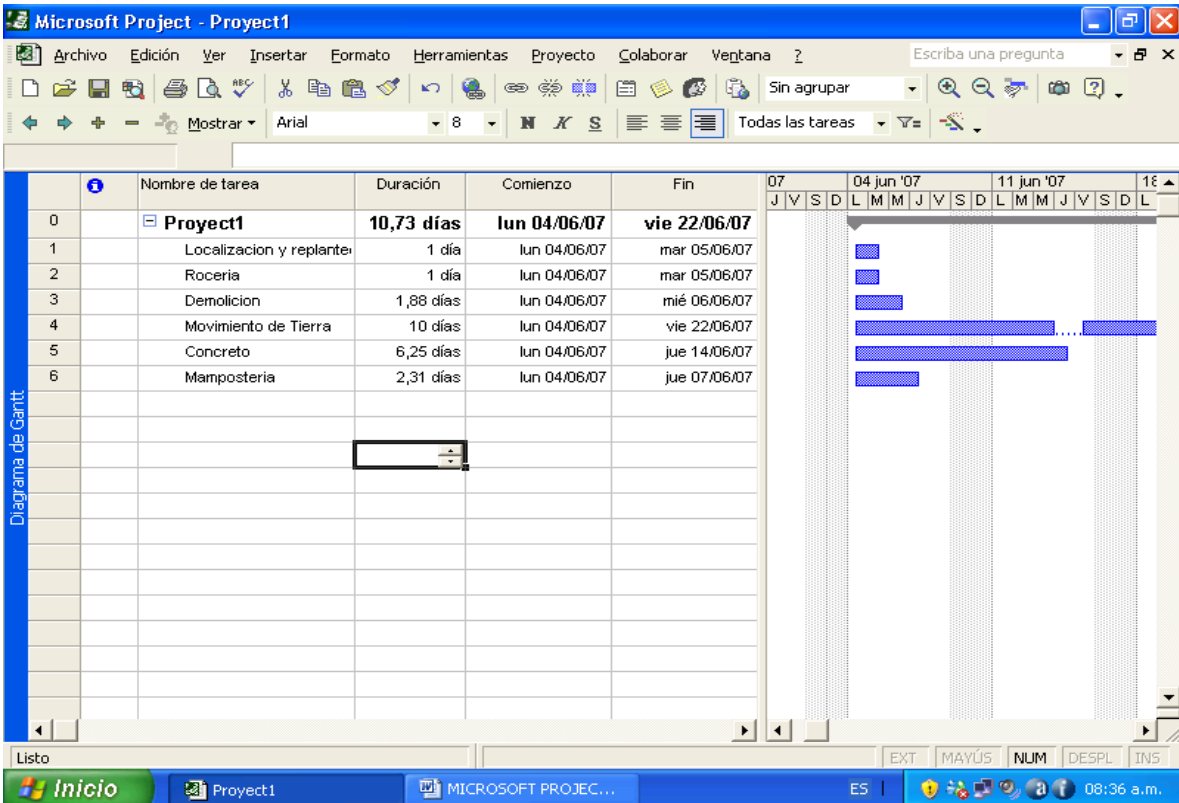 Microsoft Project - Proyect1
Archivo Edición Ver Insertar Formato Herramientas Proyecto Colaborar Ventana ? Escriba una pregunta
Sin agrupar
Mostrar Arial 8 N K S Todas las tareas
Nombre de tarea Duración Comienzo Fin 07 04 jun '07 11 jun '07
J V S D L M M J V S D L M M J V S D L
0 Proyect1 10,73 días lun 04/06/07 vie 22/06/07
1 Localizacion y 1 día lun 04/06/07 mar 05/06/07
2 Roceria 1 día lun 04/06/07 mar 05/06/07
3 Demolicion 1,88 días lun 04/06/07 mié 06/06/07
4 Movimiento de Tierra 10 días lun 04/06/07 vie 22/06/07
5 Concreto 6,25 días lun 04/06/07 jue 14/06/07
6 Mamposteria 2,31 días lun 04/06/07 jue 07/06/07
Diagrama de Gantt
Listo EXT MAYÚS NUM DESPL INS
Inicio Proyect1 MICROSOFT PROJEC... ES 08:36 a.m.